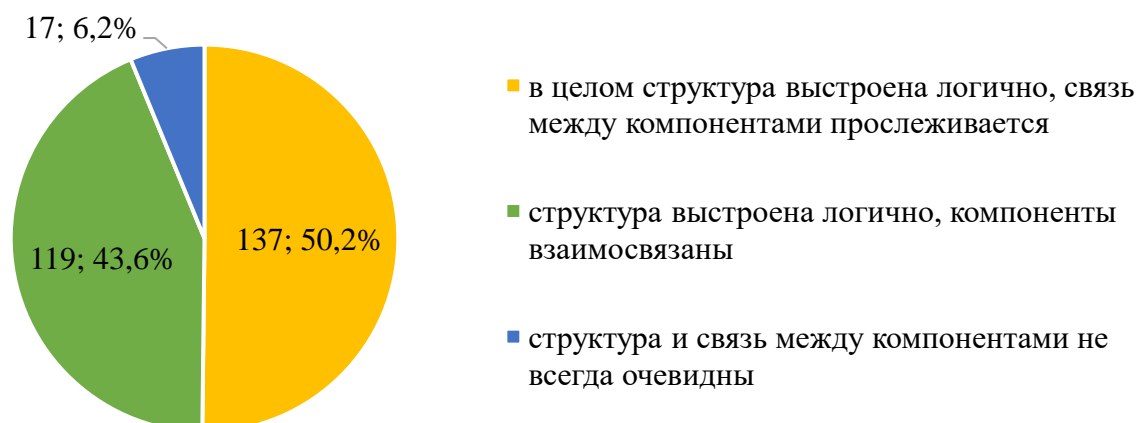 17; 6,2%
в целом структура выстроена логично, связь
между компонентами прослеживается
структура выстроена логично, компоненты
взаимосвязаны
137; 50,2%
119; 43,6%
структура и связь между компонентами не
всегда очевидны